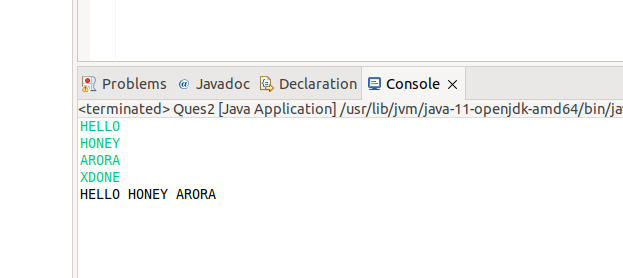 Problems @ Javadoc Declaration Console
<terminated> Ques2 [Java Application] /usr/lib/jvm/java-11-openjdk-amd64/bin/ja
HELLO
HONEY
ARORA
XDONE
HELLO HONEY ARORA